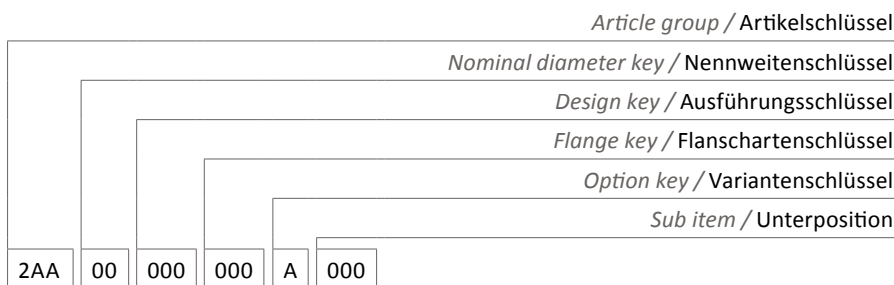 Article group / Artikelschlüssel
Nominal diameter key / Nennweitenschlüssel
Design key / Ausführungsschlüssel
Flange key / Flanschartenschlüssel
Option key / Variantenschlüssel
Sub item / Unterposition
2AA 00 000 000 A 000